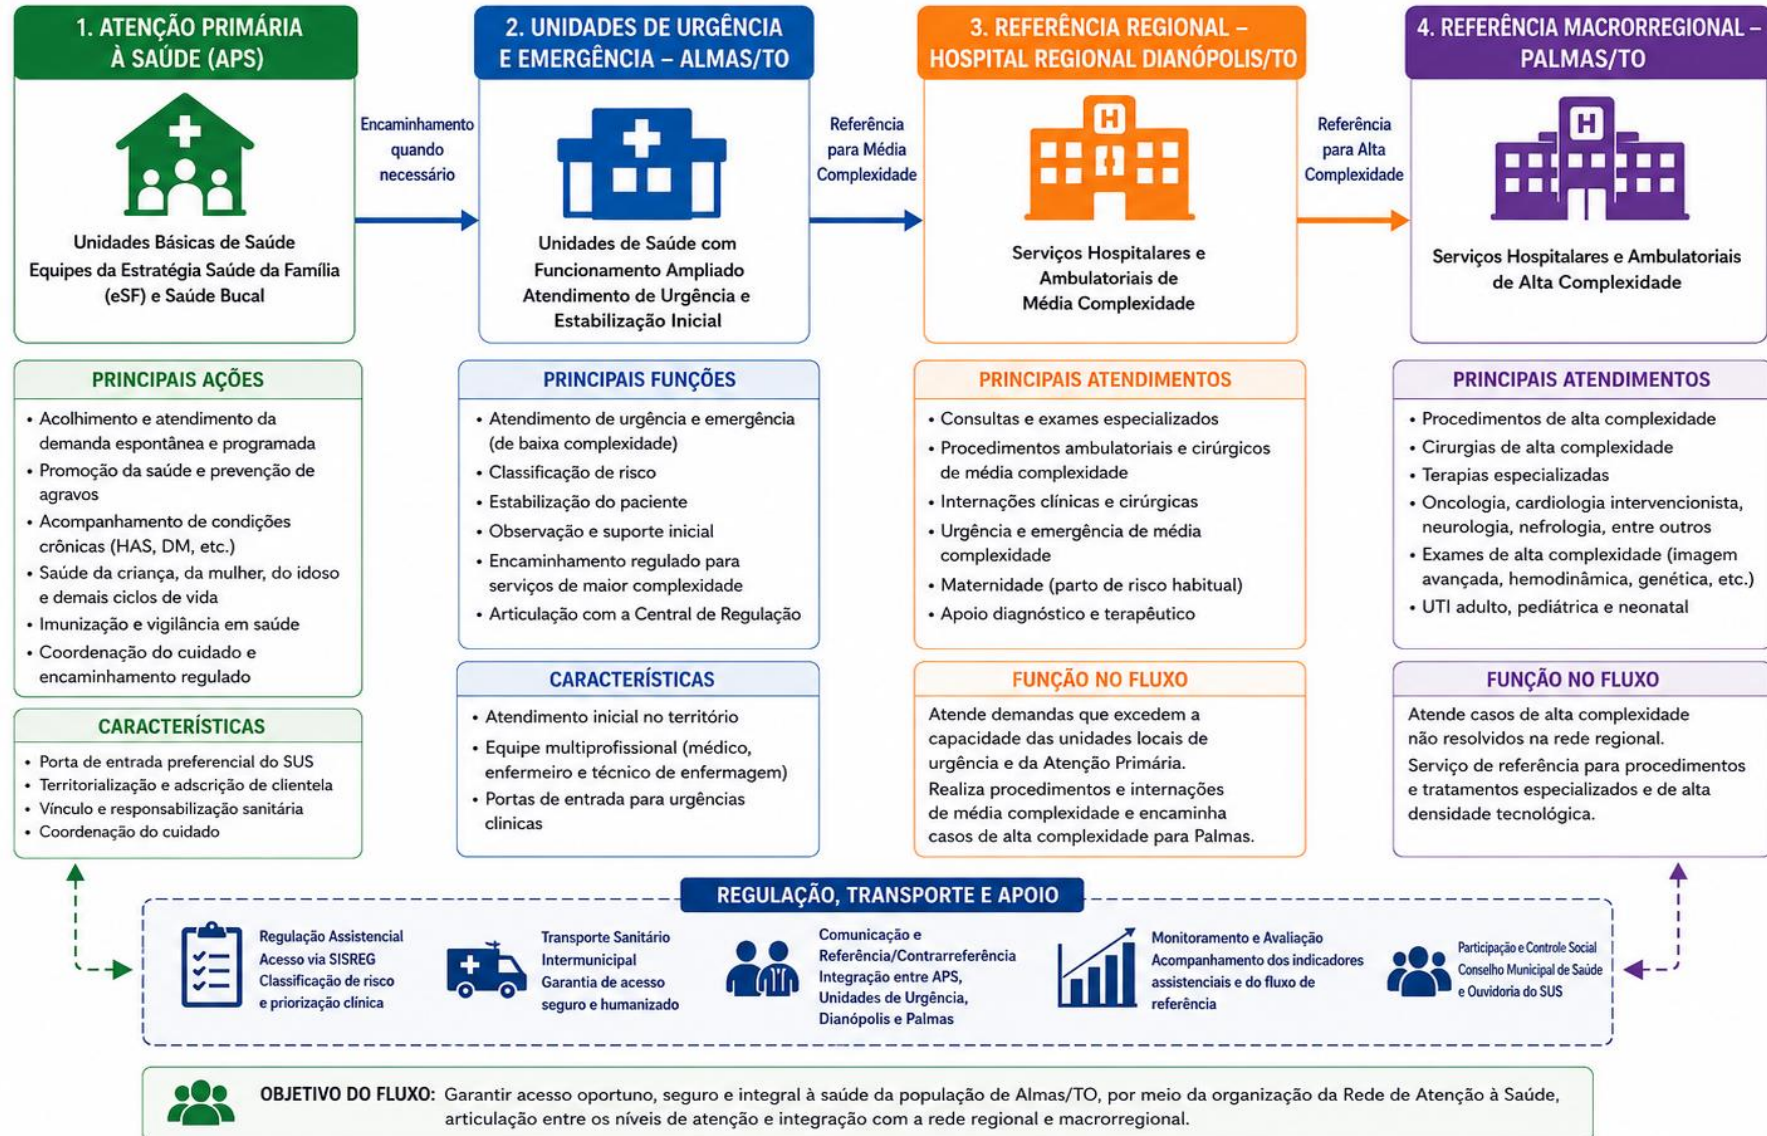 1. ATENÇÃO PRIMÁRIA
À SAÚDE (APS)
Unidades Básicas de Saúde
Equipes da Estratégia Saúde da Família
(eSF) e Saúde Bucal
Encaminhamento
quando
necessário
2. UNIDADES DE URGÊNCIA
E EMERGÊNCIA – ALMAS/TO
Unidades de Saúde com
Funcionamento Ampliado
Atendimento de Urgência e
Estabilização Inicial
Referência
para Média
Complexidade
3. REFERÊNCIA REGIONAL –
HOSPITAL REGIONAL DIANÓPOLIS/TO
H
Serviços Hospitalares e
Ambulatoriais de
Média Complexidade
Referência
para Alta
Complexidade
4. REFERÊNCIA MACRORREGIONAL –
PALMAS/TO
H
Serviços Hospitalares e Ambulatoriais
de Alta Complexidade
PRINCIPAIS AÇÕES
• Acolhimento e atendimento da
demanda espontânea e programada
• Promoção da saúde e prevenção de
agravos
• Acompanhamento de condições
crônicas (HAS, DM, etc.)
• Saúde da criança, da mulher, do idoso
e demais ciclos de vida
• Imunização e vigilância em saúde
• Coordenação do cuidado e
encaminhamento regulado
CARACTERÍSTICAS
• Porta de entrada preferencial do SUS
• Territorialização e adscrição de clientela
• Vínculo e responsabilização sanitária
• Coordenação do cuidado
PRINCIPAIS FUNÇÕES
• Atendimento de urgência e emergência
(de baixa complexidade)
• Classificação de risco
• Estabilização do paciente
• Observação e suporte inicial
• Encaminhamento regulado para
serviços de maior complexidade
• Articulação com a Central de Regulação
CARACTERÍSTICAS
• Atendimento inicial no território
• Equipe multiprofissional (médico,
enfermeiro e técnico de enfermagem)
• Portas de entrada para urgências
clinicas
PRINCIPAIS ATENDIMENTOS
• Consultas e exames especializados
• Procedimentos ambulatoriais e cirúrgicos
de média complexidade
• Internações clínicas e cirúrgicas
• Urgência e emergência de média
complexidade
• Maternidade (parto de risco habitual)
• Apoio diagnóstico e terapêutico
FUNÇÃO NO FLUXO
Atende demandas que excedem a
capacidade das unidades locais de
urgência e da Atenção Primária.
Realiza procedimentos e internações
de média complexidade e encaminha
casos de alta complexidade para Palmas.
PRINCIPAIS ATENDIMENTOS
• Procedimentos de alta complexidade
• Cirurgias de alta complexidade
• Terapias especializadas
• Oncologia, cardiologia intervencionista,
neurologia, nefrologia, entre outros
• Exames de alta complexidade (imagem
avançada, hemodinâmica, genética, etc.)
• UTI adulto, pediátrica e neonatal
FUNÇÃO NO FLUXO
Atende casos de alta complexidade
não resolvidos na rede regional.
Serviço de referência para procedimentos
e tratamentos especializados e de alta
densidade tecnológica.
REGULAÇÃO, TRANSPORTE E APOIO
Regulação Assistencial
Acesso via SISREG
Classificação de risco
e priorização clínica
Transporte Sanitário
Intermunicipal
Garantia de acesso
seguro e humanizado
Comunicação e
Referência/Contrarreferência
Integração entre APS,
Unidades de Urgência,
Dianópolis e Palmas
Monitoramento e Avaliação
Acompanhamento dos indicadores
assistenciais e do fluxo de
referência
Participação e Controle Social
Conselho Municipal de Saúde
e Ouvidoria do SUS
OBJETIVO DO FLUXO: Garantir acesso oportuno, seguro e integral à saúde da população de Almas/TO, por meio da organização da Rede de Atenção à Saúde,
articulação entre os níveis de atenção e integração com a rede regional e macrorregional.